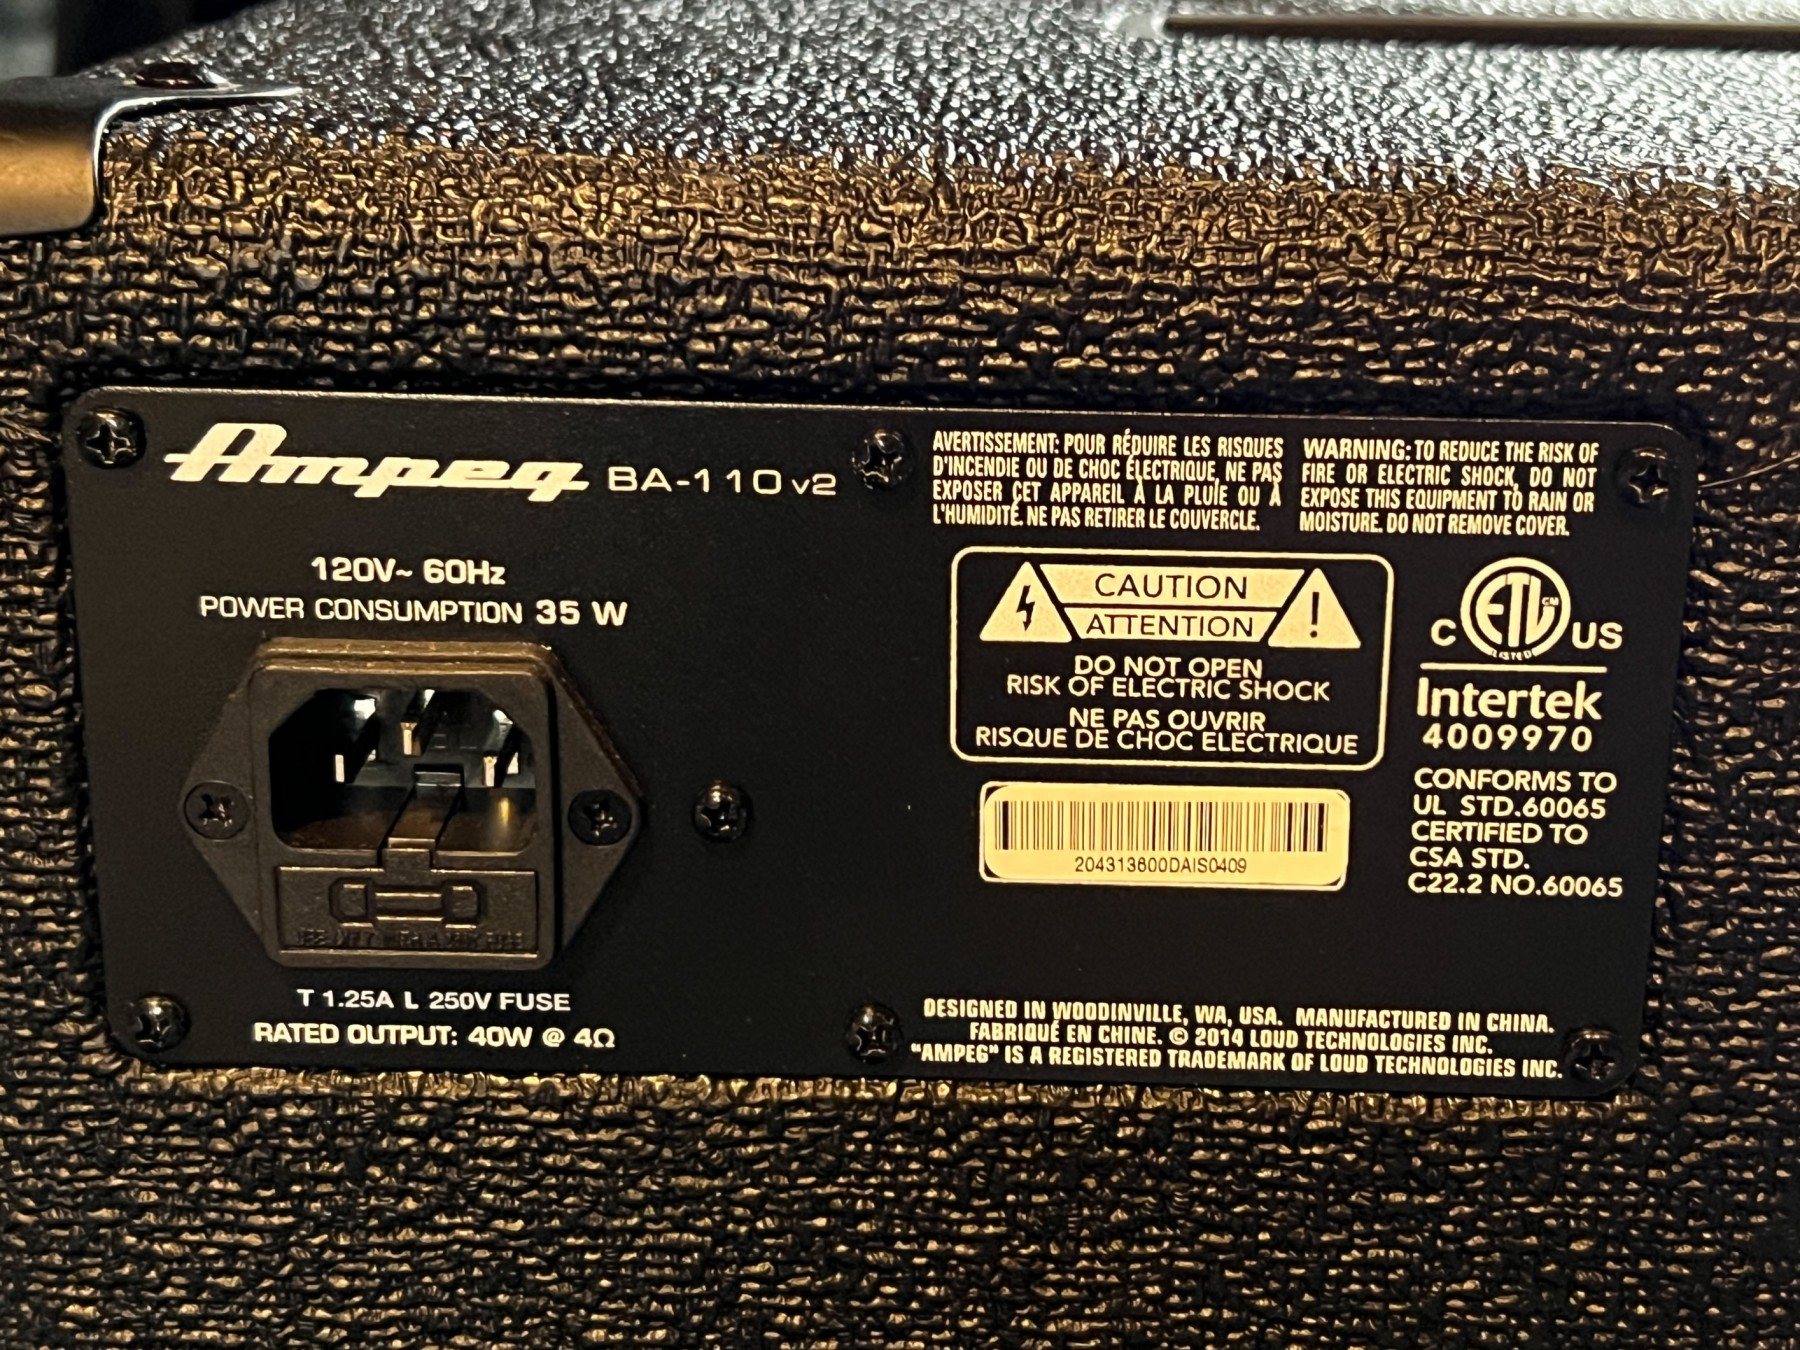 Ampeg BA-110 v2
120V~ 60Hz
POWER CONSUMPTION 35 W
T 1.25A L 250V FUSE
RATED OUTPUT: 40W @ 4Ω
AVERTISSEMENT: POUR RÉDUIRE LES RISQUES
D'INCENDIE OU DE CHOC ÉLECTRIQUE, NE PAS
EXPOSER CET APPAREIL À LA PLUIE OU À
L'HUMIDITÉ. NE PAS RETIRER LE COUVERCLE.
WARNING: TO REDUCE THE RISK OF
FIRE OR ELECTRIC SHOCK, DO NOT
EXPOSE THIS EQUIPMENT TO RAIN OR
MOISTURE. DO NOT REMOVE COVER.
CAUTION
ATTENTION
DO NOT OPEN
RISK OF ELECTRIC SHOCK
NE PAS OUVRIR
RISQUE DE CHOC ELECTRIQUE
204313600DAIS0409
C ETL CM US
LISTED
Intertek
4009970
CONFORMS TO
UL STD.60065
CERTIFIED TO
CSA STD.
C22.2 NO.60065
DESIGNED IN WOODINVILLE, WA, USA. MANUFACTURED IN CHINA.
FABRIQUÉ EN CHINE. © 2014 LOUD TECHNOLOGIES INC.
"AMPEG" IS A REGISTERED TRADEMARK OF LOUD TECHNOLOGIES INC.